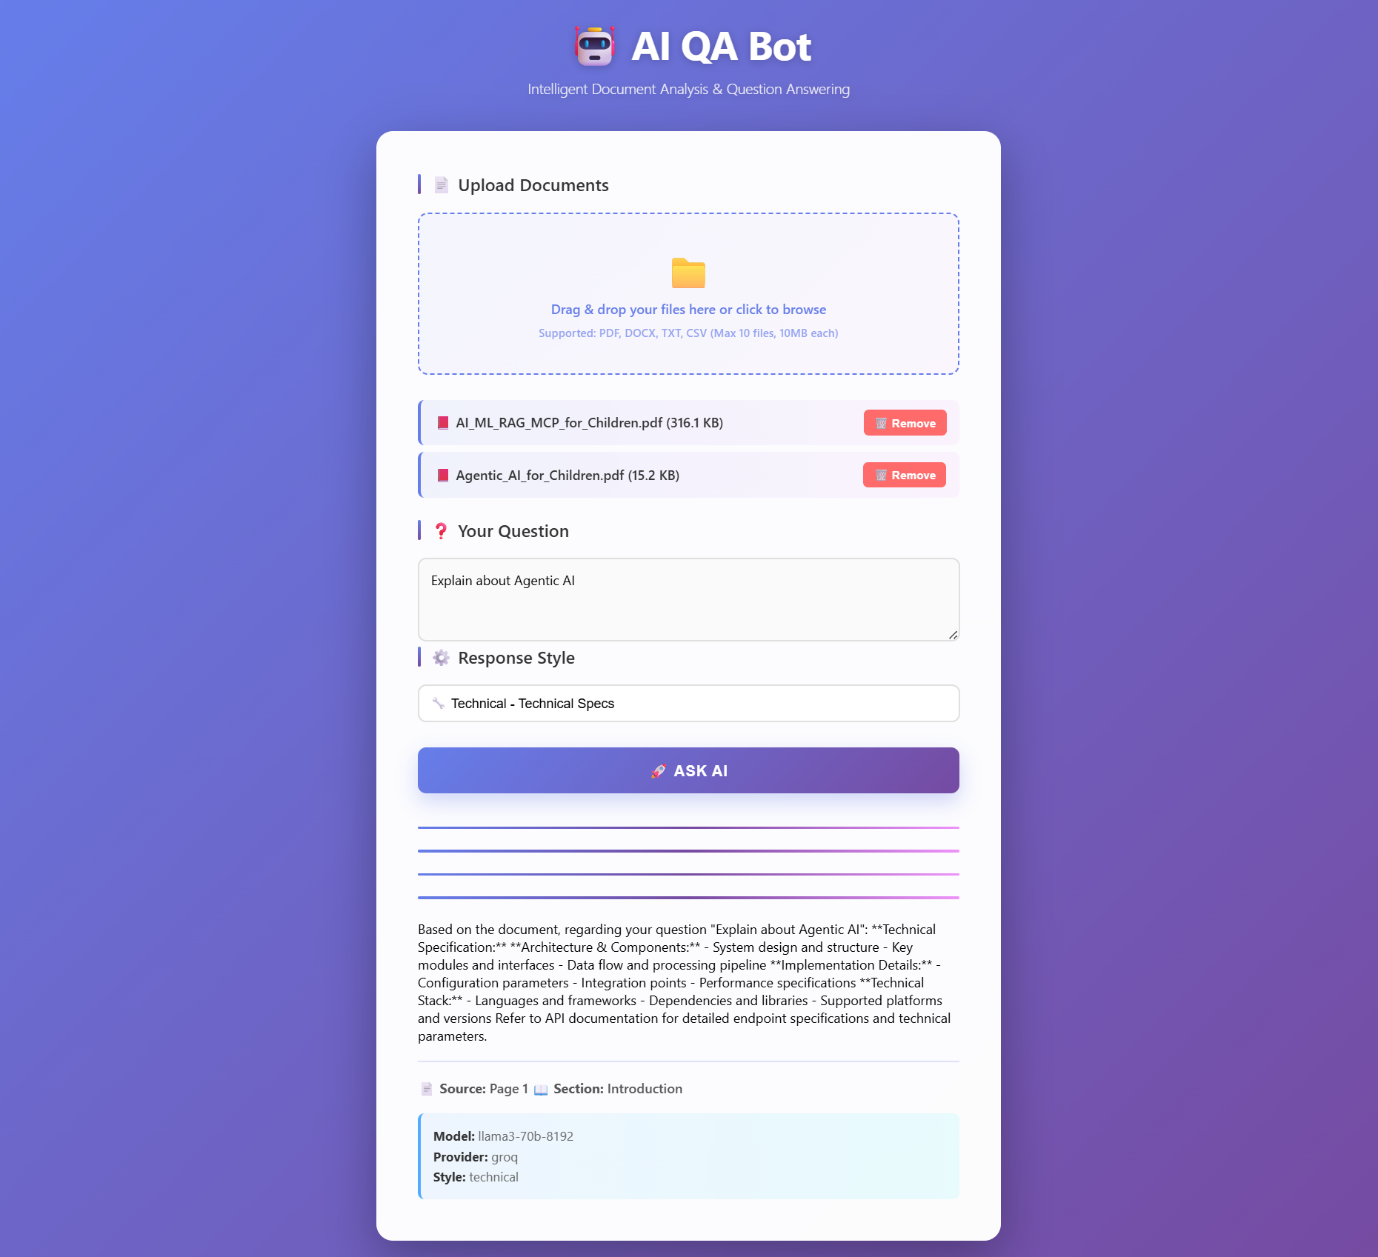 AI QA Bot
Intelligent Document Analysis & Question Answering
Upload Documents
Drag & drop your files here or click to browse
Supported: PDF, DOCX, TXT, CSV (Max 10 files, 10MB each)
AI_ML_RAG_MCP_for_Children.pdf (316.1 KB)
Remove
Agentic_AI_for_Children.pdf (15.2 KB)
Remove
Your Question
Explain about Agentic AI
Response Style
Technical - Technical Specs
ASK AI
Based on the document, regarding your question "Explain about Agentic AI": **Technical
Specification:** **Architecture & Components:** - System design and structure - Key
modules and interfaces - Data flow and processing pipeline **Implementation Details:** -
Configuration parameters - Integration points - Performance specifications **Technical
Stack:** - Languages and frameworks - Dependencies and libraries - Supported platforms
and versions Refer to API documentation for detailed endpoint specifications and technical
parameters.
Source: Page 1 Section: Introduction
Model: llama3-70b-8192
Provider: groq
Style: technical